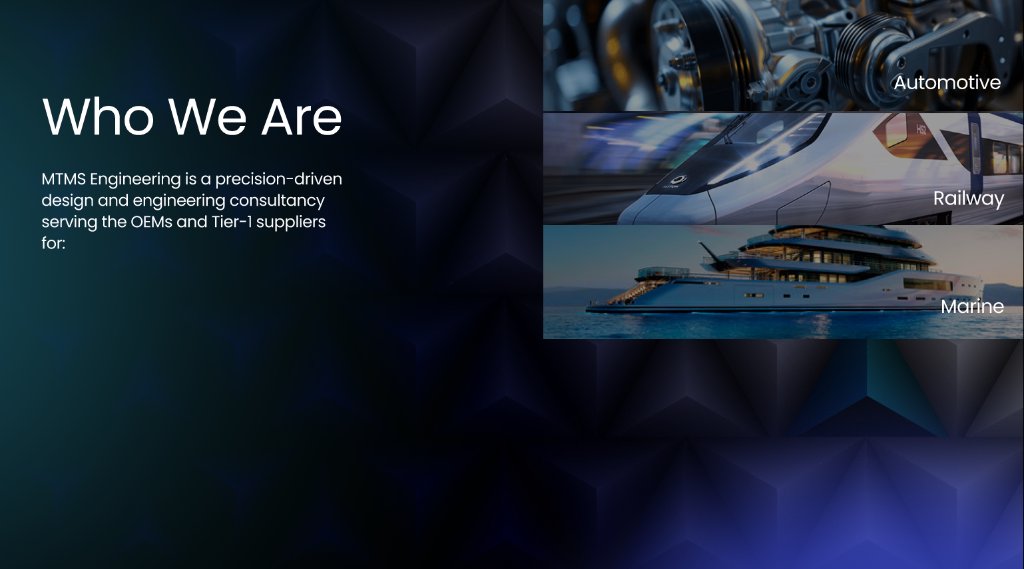 Who We Are
MTMS Engineering is a precision-driven
design and engineering consultancy
serving the OEMs and Tier-1 suppliers
for:
Automotive
Railway
Marine